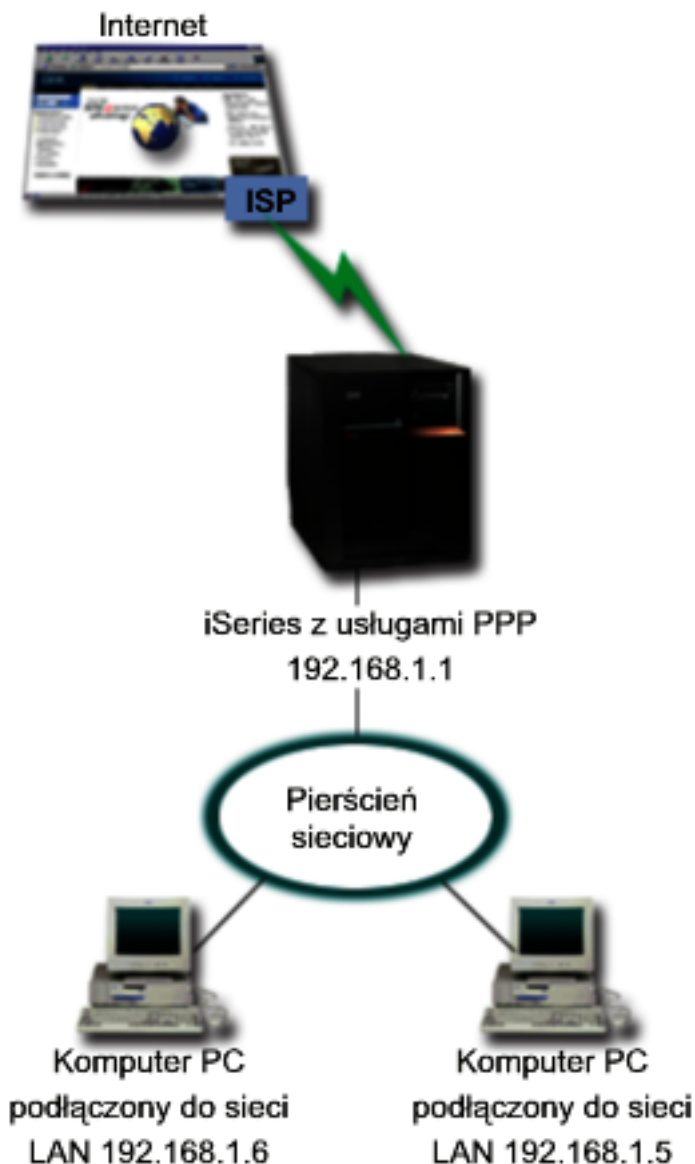 Internet
ISP
iSeries z usługami PPP
192.168.1.1
Pierścień
sieciowy
Komputer PC
podłączony do sieci
LAN 192.168.1.6
Komputer PC
podłączony do sieci
LAN 192.168.1.5